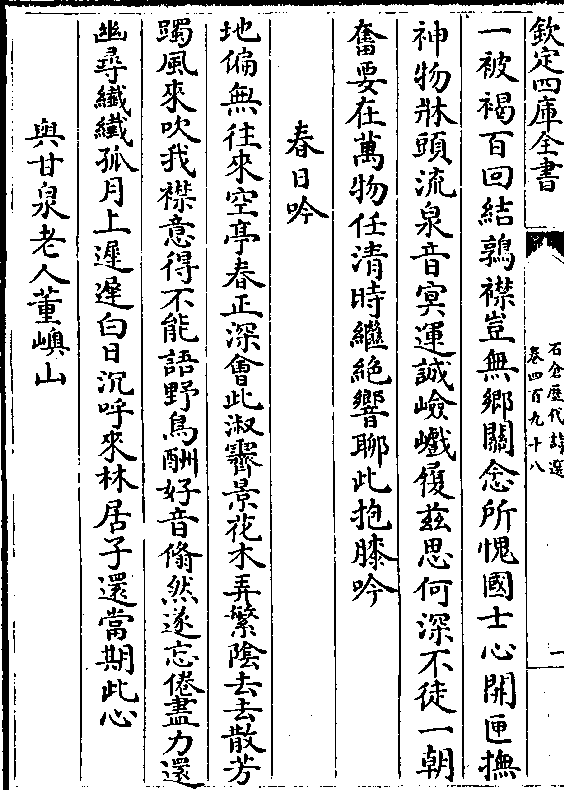 欽定四庫全書
石倉歷代詩選
卷四百九十八
一
一被褐百回結鶉襟豈無鄉關念所愧國士心開匣撫
神物牀頭流泉音冥運誠嶮巇履玆思何深不徒一朝
奮要在萬物任清時繼絶響聊此抱膝吟
春日吟
地偏無往來空亭春正深會此淑霽景花木弄繁陰去去散芳
躅風來吹我襟意得不能語野鳥酬好音翛然遂忘倦盡力還
幽尋纎纎孤月上遲遲白日沉呼來林居子還當期此心
與甘泉老人董嶼山